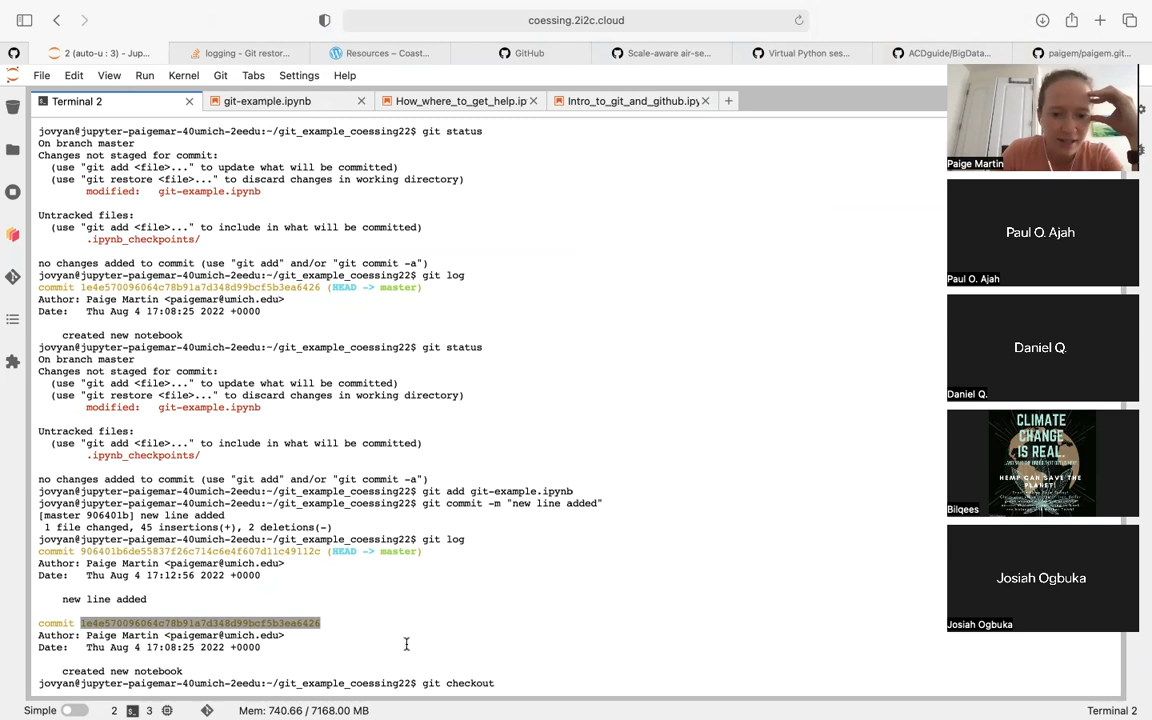 coessing.2i2c.cloud
2 (auto-u : 3) - Jup...
logging - Git restor...
Resources – Coast...
GitHub
Scale-aware air-se...
Virtual Python ses...
ACDguide/BigData...
paigem/paigem.git...
File Edit View Run Kernel Git Tabs Settings Help
Terminal 2
git-example.ipynb
How_where_to_get_help.ip
Intro_to_git_and_github.ipy
jovyan@jupyter-paigemar-40umich-2eedu:~/git_example_coessing22$ git status
On branch master
Changes not staged for commit:
(use "git add <file>..." to update what will be committed)
(use "git restore <file>..." to discard changes in working directory)
modified: git-example.ipynb
Untracked files:
(use "git add <file>..." to include in what will be committed)
.ipynb_checkpoints/
no changes added to commit (use "git add" and/or "git commit -a")
jovyan@jupyter-paigemar-40umich-2eedu:~/git_example_coessing22$ git log
commit 1e4e570096064c78b91a7d348d99bcf5b3ea6426 (HEAD -> master)
Author: Paige Martin <paigemar@umich.edu>
Date: Thu Aug 4 17:08:25 2022 +0000
created new notebook
jovyan@jupyter-paigemar-40umich-2eedu:~/git_example_coessing22$ git status
On branch master
Changes not staged for commit:
(use "git add <file>..." to update what will be committed)
(use "git restore <file>..." to discard changes in working directory)
modified: git-example.ipynb
Untracked files:
(use "git add <file>..." to include in what will be committed)
.ipynb_checkpoints/
no changes added to commit (use "git add" and/or "git commit -a")
jovyan@jupyter-paigemar-40umich-2eedu:~/git_example_coessing22$ git add git-example.ipynb
jovyan@jupyter-paigemar-40umich-2eedu:~/git_example_coessing22$ git commit -m "new line added"
[master 906401b] new line added
1 file changed, 45 insertions(+), 2 deletions(-)
jovyan@jupyter-paigemar-40umich-2eedu:~/git_example_coessing22$ git log
commit 906401b6de55837f26c714c6e4f607d11c49112c (HEAD -> master)
Author: Paige Martin <paigemar@umich.edu>
Date: Thu Aug 4 17:12:56 2022 +0000
new line added
commit 1e4e570096064c78b91a7d348d99bcf5b3ea6426
Author: Paige Martin <paigemar@umich.edu>
Date: Thu Aug 4 17:08:25 2022 +0000
created new notebook
jovyan@jupyter-paigemar-40umich-2eedu:~/git_example_coessing22$ git checkout
Simple 2 3 Mem: 740.66 / 7168.00 MB Terminal 2
Paige Martin
Paul O. Ajah
Paul O. Ajah
Daniel Q.
Daniel Q.
CLIMATE
CHANGE
IS REAL.
HEMP CAN SAVE THE
PLANET!
Bilqees
Josiah Ogbuka
Josiah Ogbuka